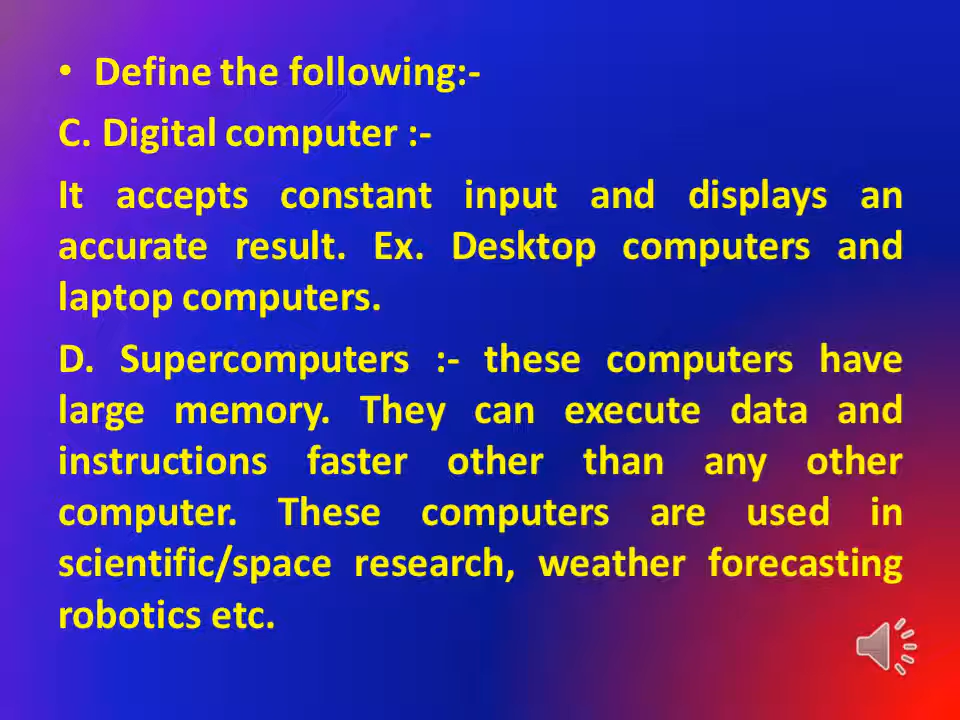 • Define the following:-
C. Digital computer :-
It accepts constant input and displays an
accurate result. Ex. Desktop computers and
laptop computers.
D. Supercomputers :- these computers have
large memory. They can execute data and
instructions faster other than any other
computer. These computers are used in
scientific/space research, weather forecasting
robotics etc.